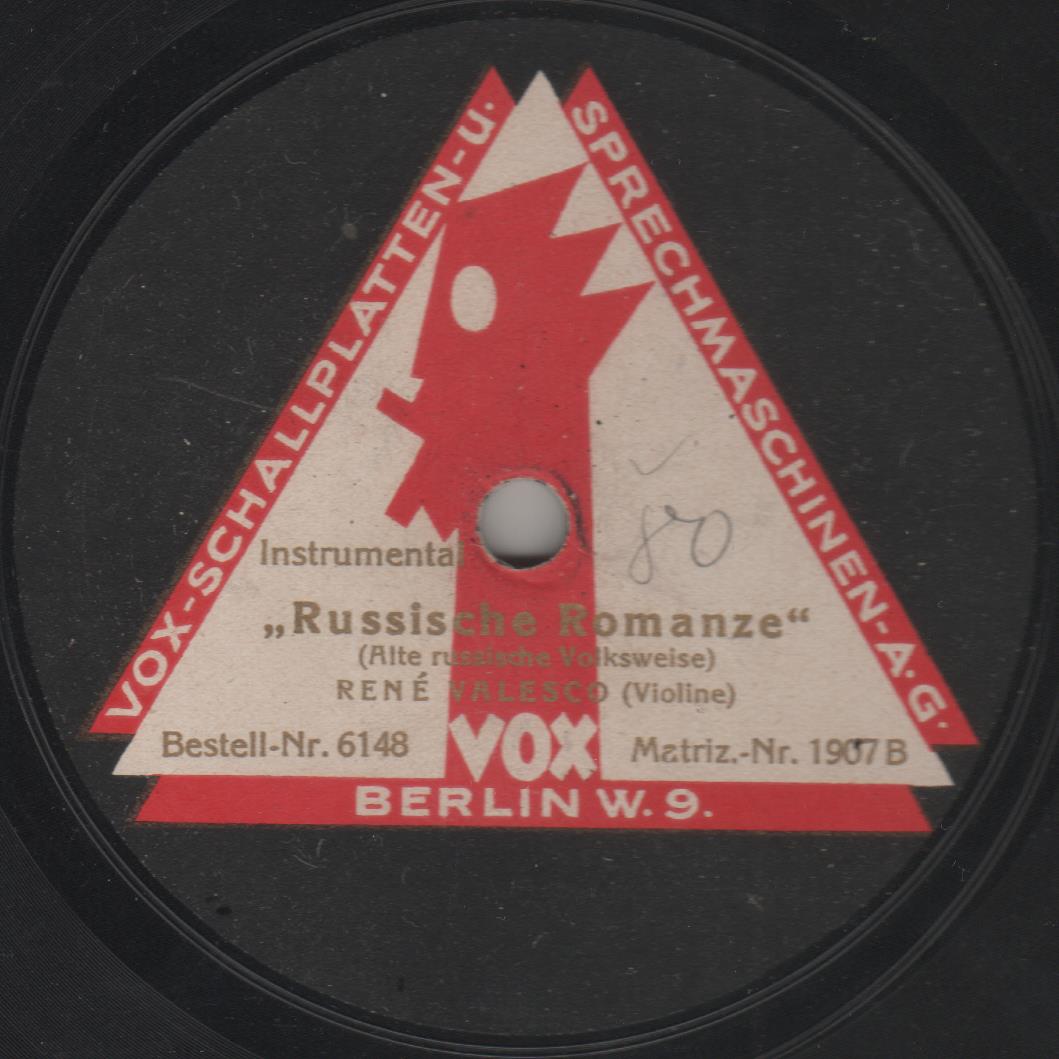 VOX-SCHALLPLATTEN-U.
SPRECHMASCHINEN-A.G.
80
Instrumental
„Russische Romanze“
(Alte russische Volksweise)
RENÉ VALESCO (Violine)
Bestell-Nr. 6148
VOX
Matriz.-Nr. 1907 B
BERLIN W. 9.